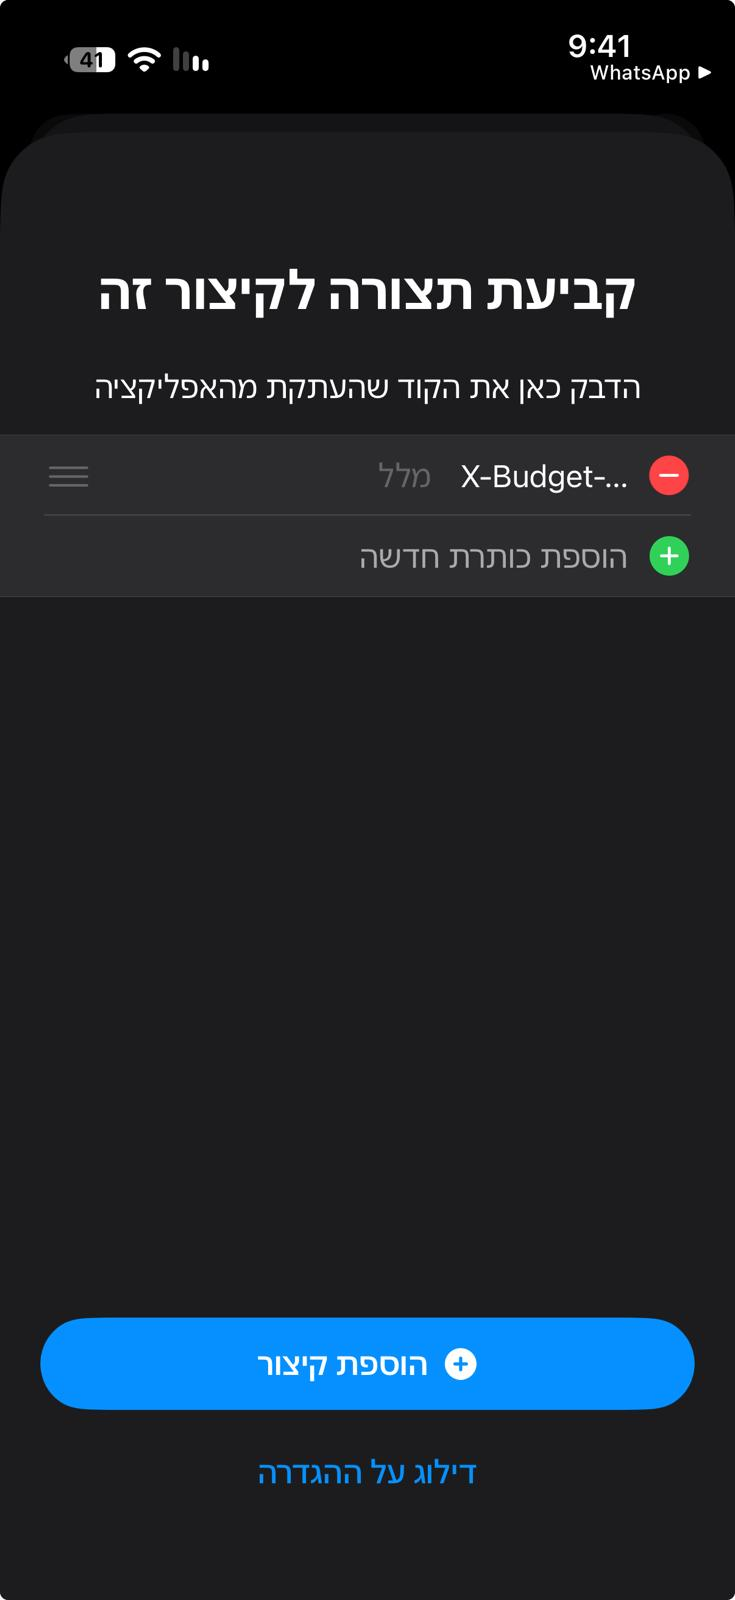 9:41
WhatsApp
41
קביעת תצורה לקיצור זה
הדבק כאן את הקוד שהעתקת מהאפליקציה
X-Budget-... מלל
הוספת כותרת חדשה
הוספת קיצור
דילוג על ההגדרה